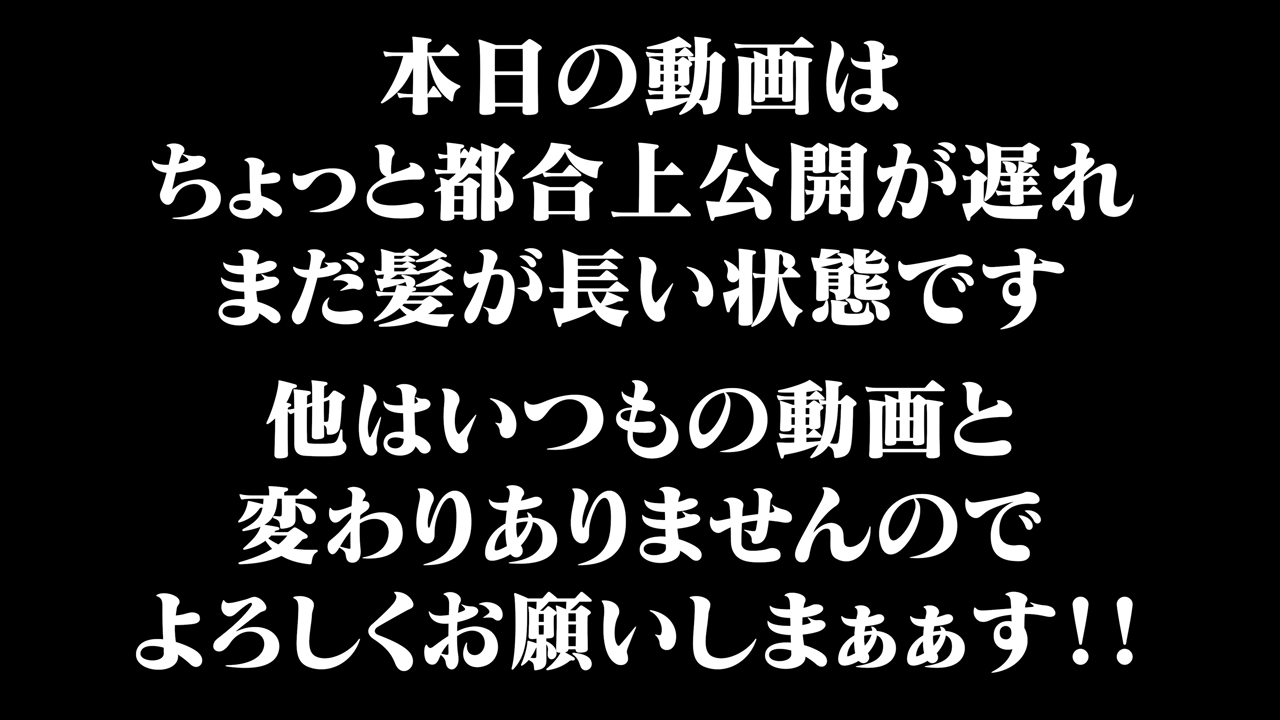 本日の動画は
ちょっと都合上公開が遅れ
まだ髪が長い状態です
他はいつもの動画と
変わりありませんので
よろしくお願いしまぁぁす!!